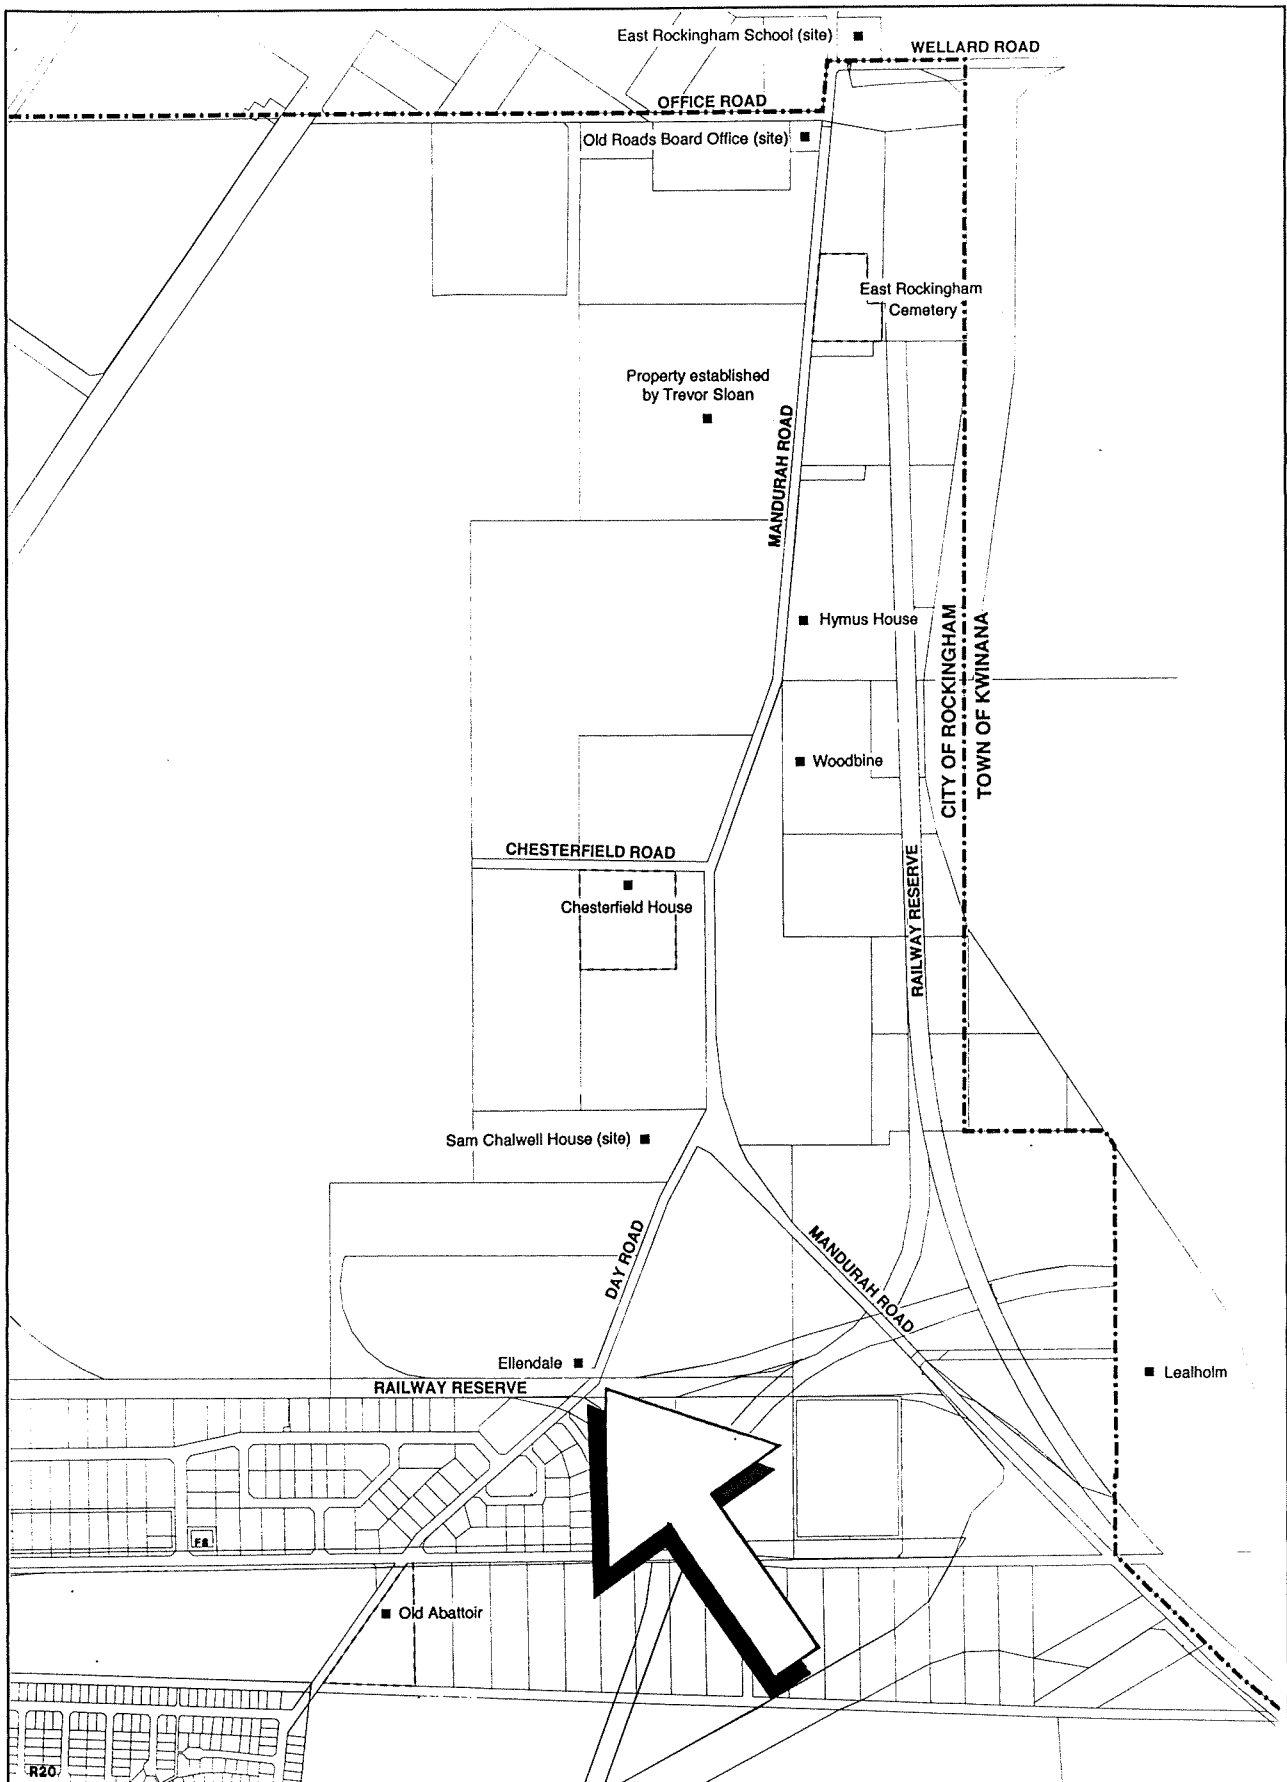 East Rockingham School (site)
WELLARD ROAD
OFFICE ROAD
Old Roads Board Office (site)
East Rockingham
Cemetery
Property established
by Trevor Sloan
MANDURAH ROAD
Hymus House
CITY OF ROCKINGHAM
TOWN OF KWINANA
Woodbine
CHESTERFIELD ROAD
Chesterfield House
RAILWAY RESERVE
Sam Chalwell House (site)
DAY ROAD
MANDURAH ROAD
Ellendale
Lealholm
RAILWAY RESERVE
Old Abattoir
R20